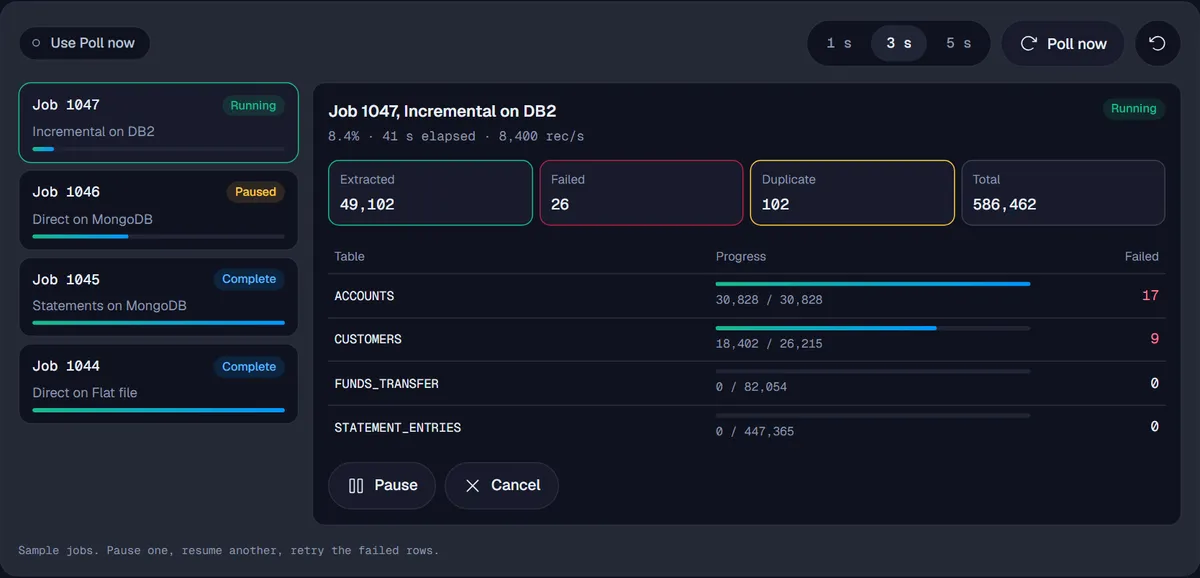 Use Poll now
1 s 3 s 5 s
Poll now
Job 1047 Running
Incremental on DB2
Job 1046 Paused
Direct on MongoDB
Job 1045 Complete
Statements on MongoDB
Job 1044 Complete
Direct on Flat file
Job 1047, Incremental on DB2 Running
8.4% · 41 s elapsed · 8,400 rec/s
Extracted Failed Duplicate Total
49,102 26 102 586,462
Table Progress Failed
ACCOUNTS 30,828 / 30,828 17
CUSTOMERS 18,402 / 26,215 9
FUNDS_TRANSFER 0 / 82,054 0
STATEMENT_ENTRIES 0 / 447,365 0
Pause Cancel
Sample jobs. Pause one, resume another, retry the failed rows.